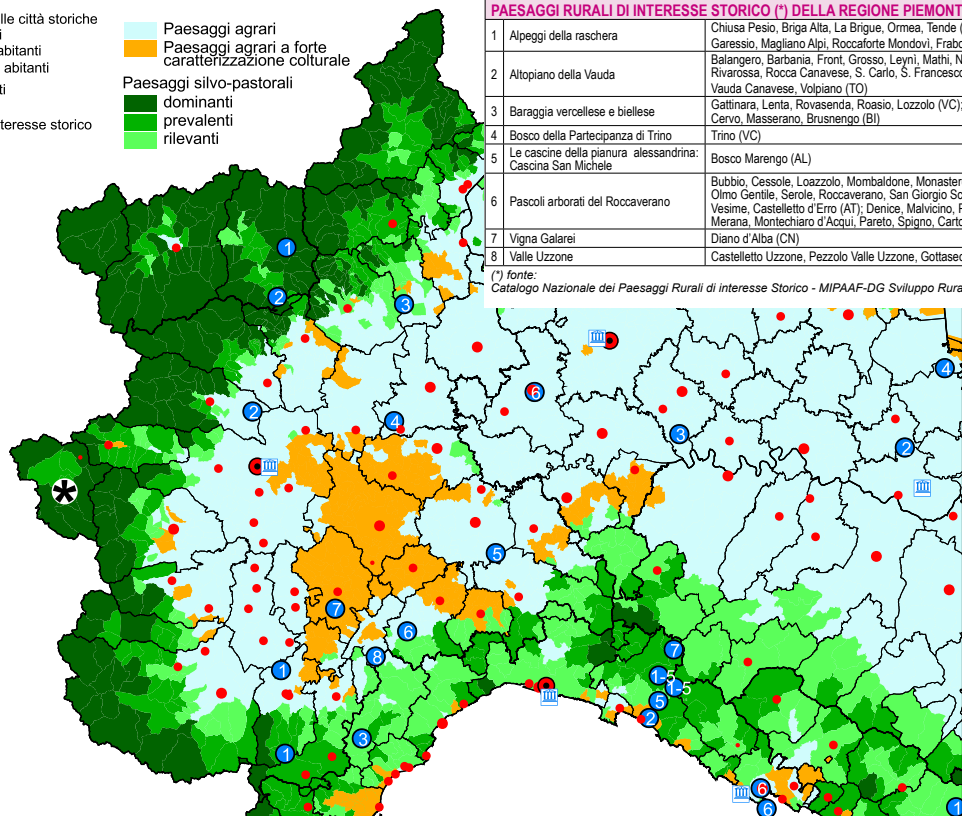 lle città storiche
i
abitanti
abitanti
ti
teresse storico
Paesaggi agrari
Paesaggi agrari a forte
caratterizzazione colturale
Paesaggi silvo-pastorali
dominanti
prevalenti
rilevanti
PAESAGGI RURALI DI INTERESSE STORICO (*) DELLA REGIONE PIEMONT
1 Alpeggi della raschera Chiusa Pesio, Briga Alta, La Brigue, Ormea, Tende (
Garessio, Magliano Alpi, Roccaforte Mondovì, Frabo
2 Altopiano della Vauda Balangero, Barbania, Front, Grosso, Leynì, Mathi, N
Rivarossa, Rocca Canavese, S. Carlo, S. Francesco
Vauda Canavese, Volpiano (TO)
3 Baraggia vercellese e biellese Gattinara, Lenta, Rovasenda, Roasio, Lozzolo (VC);
Cervo, Masserano, Brusnengo (BI)
4 Bosco della Partecipanza di Trino Trino (VC)
5 Le cascine della pianura alessandrina:
Cascina San Michele Bosco Marengo (AL)
6 Pascoli arborati del Roccaverano Bubbio, Cessole, Loazzolo, Mombaldone, Monaster
Olmo Gentile, Serole, Roccaverano, San Giorgio Sc
Vesime, Castelletto d'Erro (AT); Denice, Malvicino, P
Merana, Montechiaro d'Acqui, Pareto, Spigno, Carto
7 Vigna Galarei Diano d'Alba (CN)
8 Valle Uzzone Castelletto Uzzone, Pezzolo Valle Uzzone, Gottased
(*) fonte:
Catalogo Nazionale dei Paesaggi Rurali di interesse Storico - MIPAAF-DG Sviluppo Rura
1
2
3
4
6
2
4
3
2
*
5
7
6
8
7
1
1-5
1-5
5
2
3
1
6
6
1